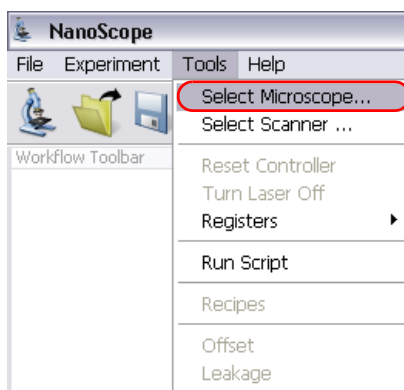 NanoScope
File Experiment Tools Help
Select Microscope...
Select Scanner ...
Workflow Toolbar
Reset Controller
Turn Laser Off
Registers
Run Script
Recipes
Offset
Leakage